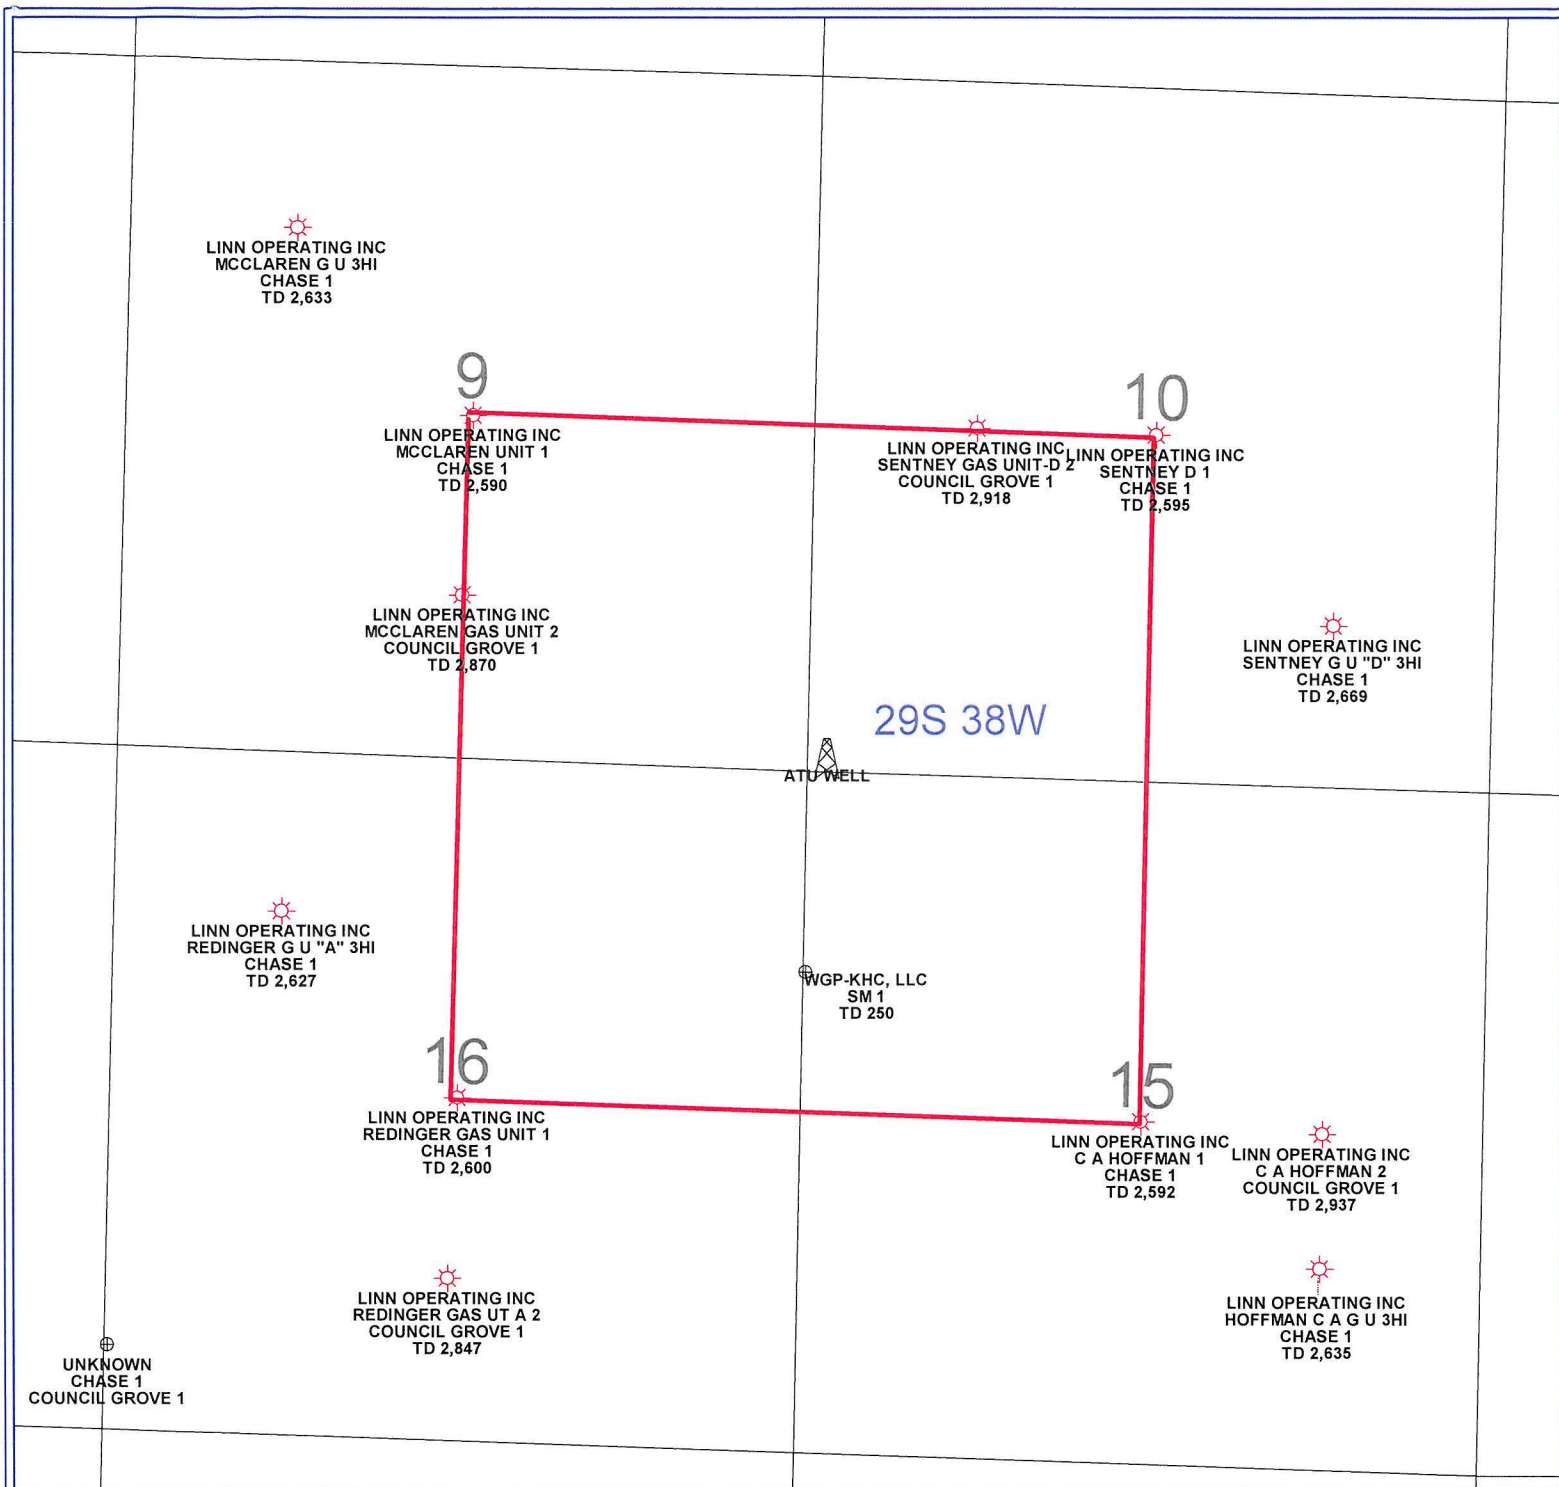 LINN OPERATING INC
MCCLAREN G U 3HI
CHASE 1
TD 2,633
9
LINN OPERATING INC
MCCLAREN UNIT 1
CHASE 1
TD 2,590
10
LINN OPERATING INC
SENTNEY GAS UNIT-D 2
COUNCIL GROVE 1
TD 2,918
LINN OPERATING INC
SENTNEY D 1
CHASE 1
TD 2,595
LINN OPERATING INC
MCCLAREN GAS UNIT 2
COUNCIL GROVE 1
TD 2,870
LINN OPERATING INC
SENTNEY G U "D" 3HI
CHASE 1
TD 2,669
29S 38W
ATU WELL
LINN OPERATING INC
REDINGER G U "A" 3HI
CHASE 1
TD 2,627
WGP-KHC, LLC
SM 1
TD 250
16
LINN OPERATING INC
REDINGER GAS UNIT 1
CHASE 1
TD 2,600
15
LINN OPERATING INC
C A HOFFMAN 1
CHASE 1
TD 2,592
LINN OPERATING INC
C A HOFFMAN 2
COUNCIL GROVE 1
TD 2,937
LINN OPERATING INC
REDINGER GAS UT A 2
COUNCIL GROVE 1
TD 2,847
LINN OPERATING INC
HOFFMAN C A G U 3HI
CHASE 1
TD 2,635
UNKNOWN
CHASE 1
COUNCIL GROVE 1